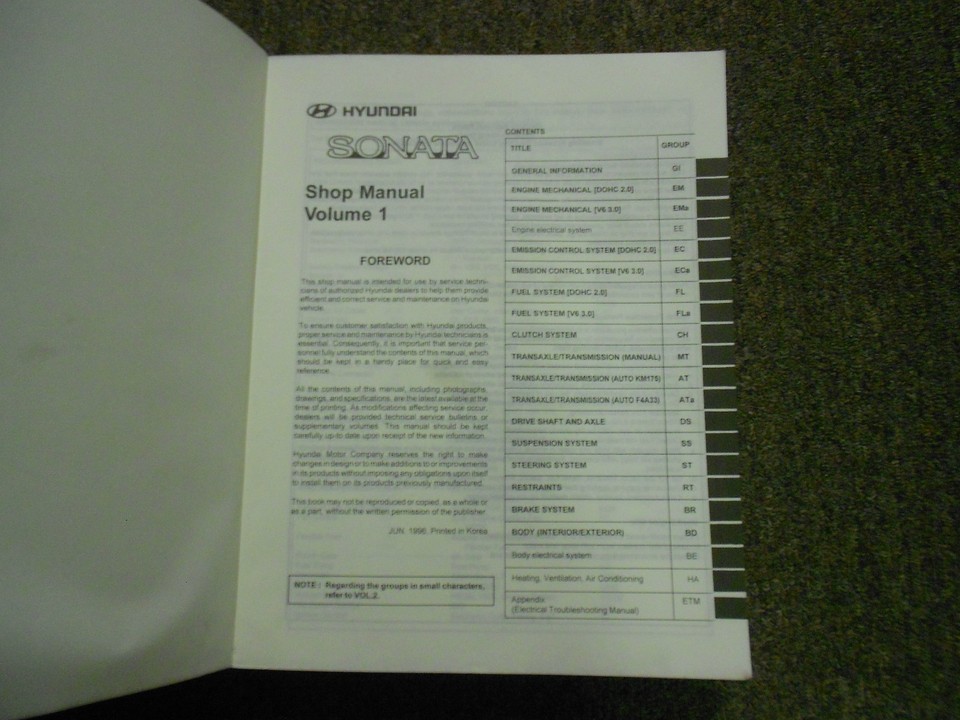 HYUNDAI
SONATA
Shop Manual
Volume 1
FOREWORD
This shop manual is intended for use by service techni-
cians of authorized Hyundai dealers to help them provide
efficient and correct service and maintenance on Hyundai
vehicle.
To ensure customer satisfaction with Hyundai products,
proper service and maintenance by Hyundai technicians is
essential. Consequently, it is important that service per-
sonnel fully understand the contents of this manual, which
should be kept in a handy place for quick and easy
reference.
All the contents of this manual, including photographs,
drawings, and specifications, are the latest available at the
time of printing. As modifications affecting service occur,
dealers will be provided technical service bulletins or
supplementary volumes. This manual should be kept
carefully up-to-date upon receipt of the new information.
Hyundai Motor Company reserves the right to make
changes in design or to make additions to or improvements
in its products without imposing any obligations upon itself
to install them on its products previously manufactured.
This book may not be reproduced or copied, as a whole or
as a part, without the written permission of the publisher.
JUN. 1996, Printed in Korea
NOTE : Regarding the groups in small characters,
refer to VOL.2.
CONTENTS
TITLE GROUP
GENERAL INFORMATION GI
ENGINE MECHANICAL [DOHC 2.0] EM
ENGINE MECHANICAL [V6 3.0] EMa
Engine electrical system EE
EMISSION CONTROL SYSTEM [DOHC 2.0] EC
EMISSION CONTROL SYSTEM [V6 3.0] ECa
FUEL SYSTEM [DOHC 2.0] FL
FUEL SYSTEM [V6 3.0] FLa
CLUTCH SYSTEM CH
TRANSAXLE/TRANSMISSION (MANUAL) MT
TRANSAXLE/TRANSMISSION (AUTO KM175) AT
TRANSAXLE/TRANSMISSION (AUTO F4A33) ATa
DRIVE SHAFT AND AXLE DS
SUSPENSION SYSTEM SS
STEERING SYSTEM ST
RESTRAINTS RT
BRAKE SYSTEM BR
BODY (INTERIOR/EXTERIOR) BD
Body electrical system BE
Heating, Ventilation, Air Conditioning HA
Appendix ETM
(Electrical Troubleshooting Manual)